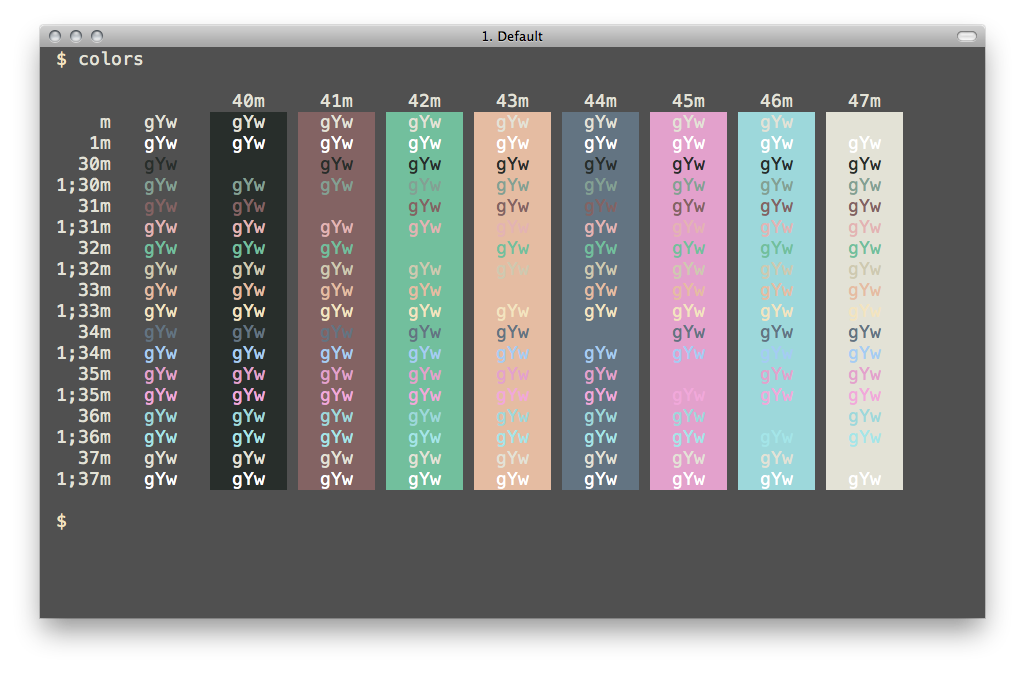 1. Default
$ colors
40m 41m 42m 43m 44m 45m 46m 47m
m gYw gYw gYw gYw gYw gYw gYw gYw
1m gYw gYw gYw gYw gYw gYw gYw gYw gYw
30m gYw gYw gYw gYw gYw gYw gYw gYw
1;30m gYw gYw gYw gYw gYw gYw gYw gYw gYw
31m gYw gYw gYw gYw gYw gYw gYw gYw
1;31m gYw gYw gYw gYw gYw gYw gYw gYw gYw
32m gYw gYw gYw gYw gYw gYw gYw gYw
1;32m gYw gYw gYw gYw gYw gYw gYw gYw gYw
33m gYw gYw gYw gYw gYw gYw gYw gYw
1;33m gYw gYw gYw gYw gYw gYw gYw gYw gYw
34m gYw gYw gYw gYw gYw gYw gYw gYw
1;34m gYw gYw gYw gYw gYw gYw gYw gYw gYw
35m gYw gYw gYw gYw gYw gYw gYw gYw
1;35m gYw gYw gYw gYw gYw gYw gYw gYw gYw
36m gYw gYw gYw gYw gYw gYw gYw gYw
1;36m gYw gYw gYw gYw gYw gYw gYw gYw gYw
37m gYw gYw gYw gYw gYw gYw gYw gYw
1;37m gYw gYw gYw gYw gYw gYw gYw gYw gYw
$